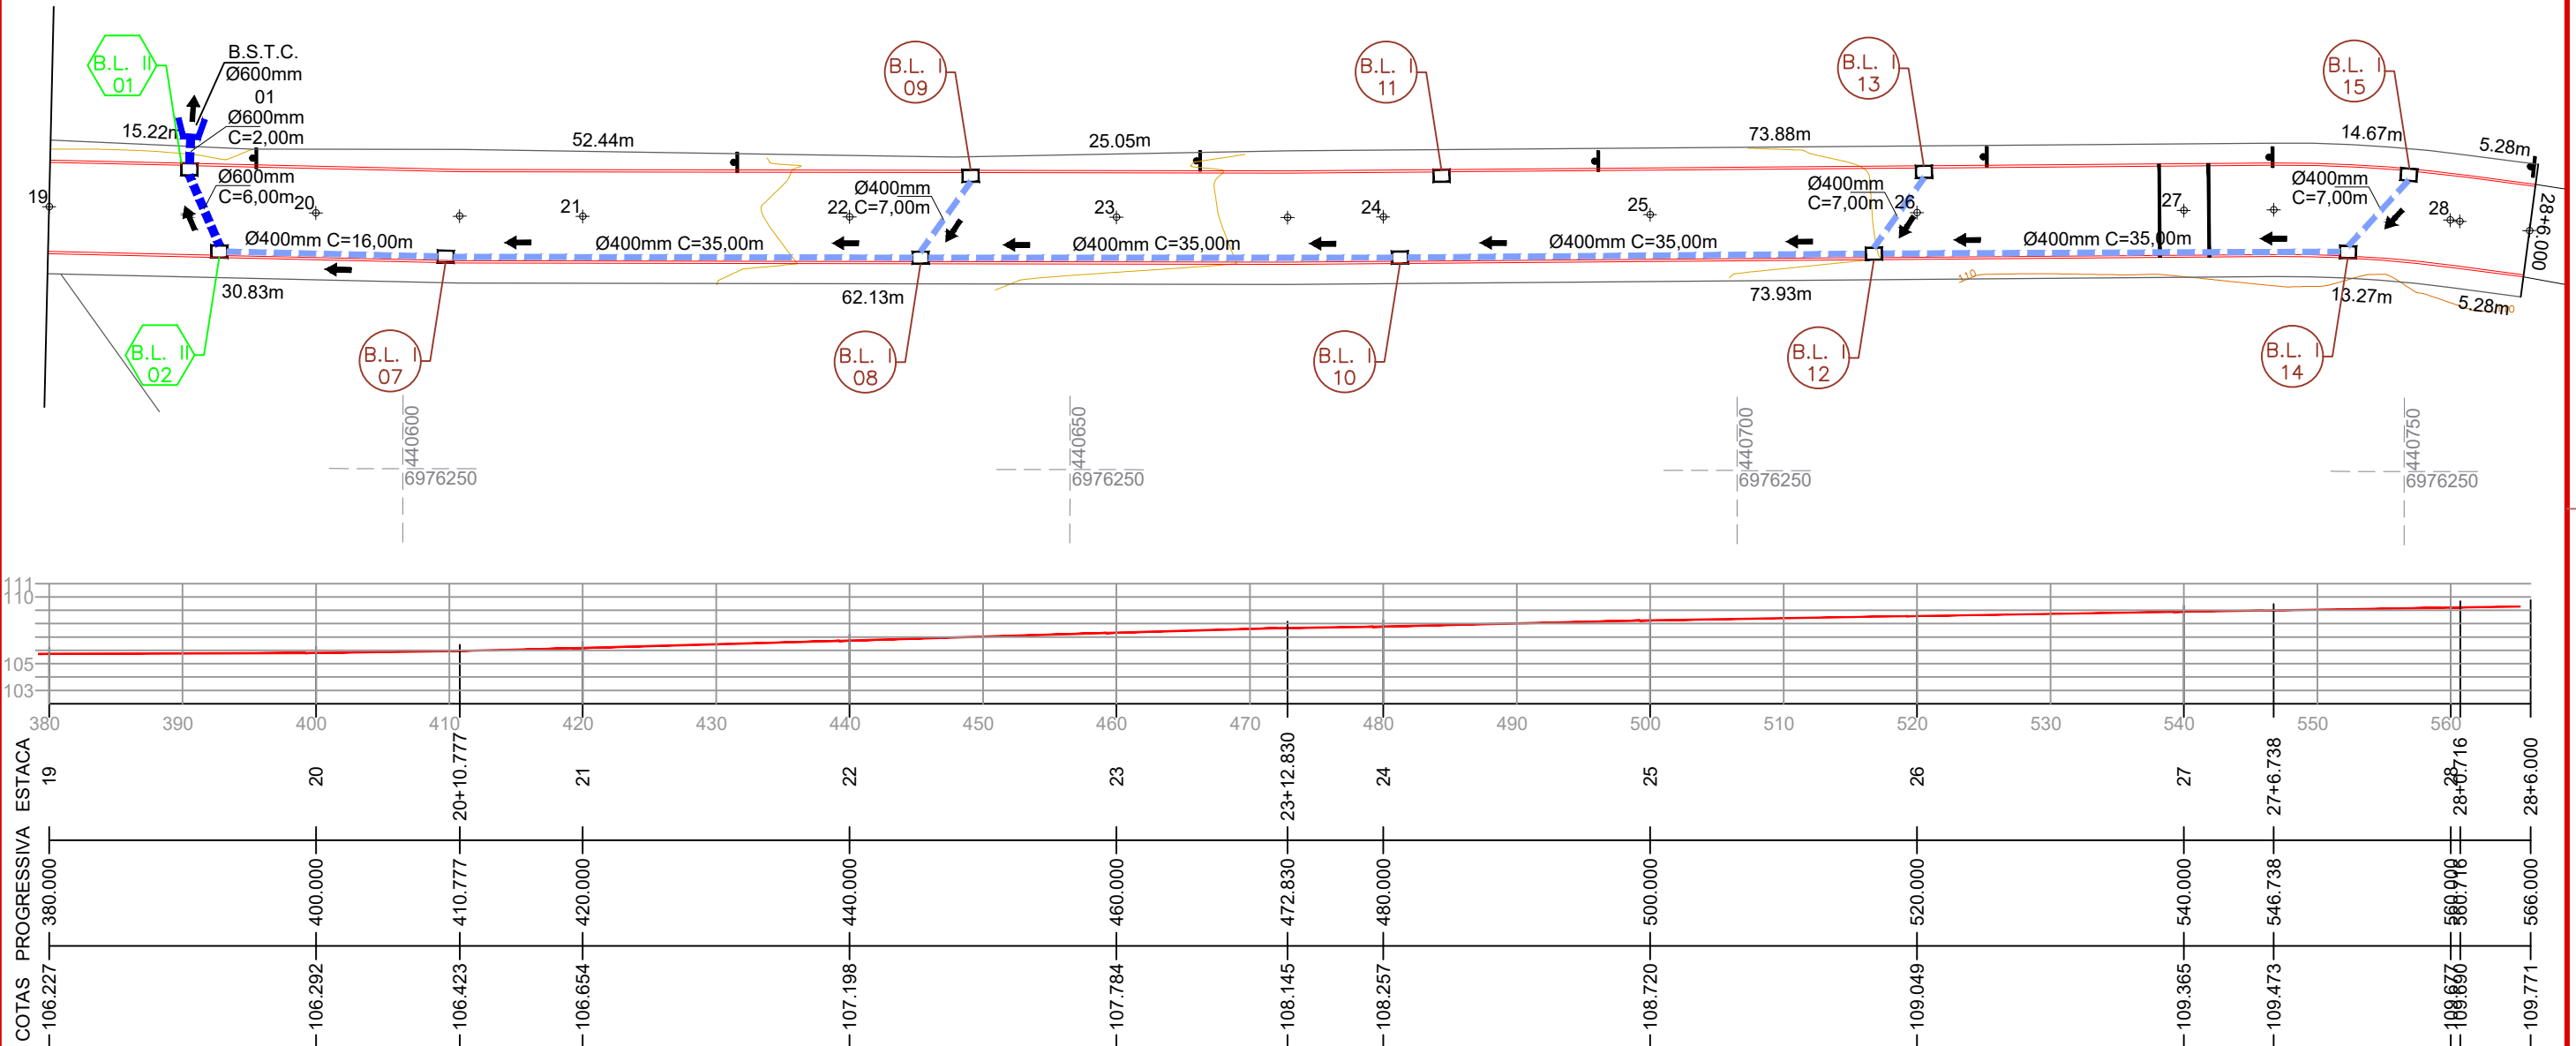 B.L. II
01
B.S.T.C.
Ø600mm
01
Ø600mm
C=2,00m
B.L. I
09
B.L. I
11
B.L. I
13
B.L. I
15
15.22m
52.44m
25.05m
73.88m
14.67m
5.28m
Ø600mm
C=6,00m
Ø400mm
C=7,00m
Ø400mm
C=7,00m
Ø400mm
C=7,00m
19
20
21
22
23
24
25
26
27
28
28+6.000
Ø400mm C=16,00m
Ø400mm C=35,00m
Ø400mm C=35,00m
Ø400mm C=35,00m
Ø400mm C=35,00m
110
30.83m
62.13m
73.93m
13.27m
5.28m
B.L. II
02
B.L. I
07
B.L. I
08
B.L. I
10
B.L. I
12
B.L. I
14
440600
6976250
440650
6976250
440700
6976250
440750
6976250
111
110
105
103
380 390 400 410 420 430 440 450 460 470 480 490 500 510 520 530 540 550 560
ESTACA
19 20 20+10.777 21 22 23 23+12.830 24 25 26 27 27+6.738 28 28+0.716 28+6.000
PROGRESSIVA
380.000 400.000 410.777 420.000 440.000 460.000 472.830 480.000 500.000 520.000 540.000 546.738 560.000 560.716 566.000
COTAS
106.227 106.292 106.423 106.654 107.198 107.784 108.145 108.257 108.720 109.049 109.365 109.473 109.677 109.690 109.771